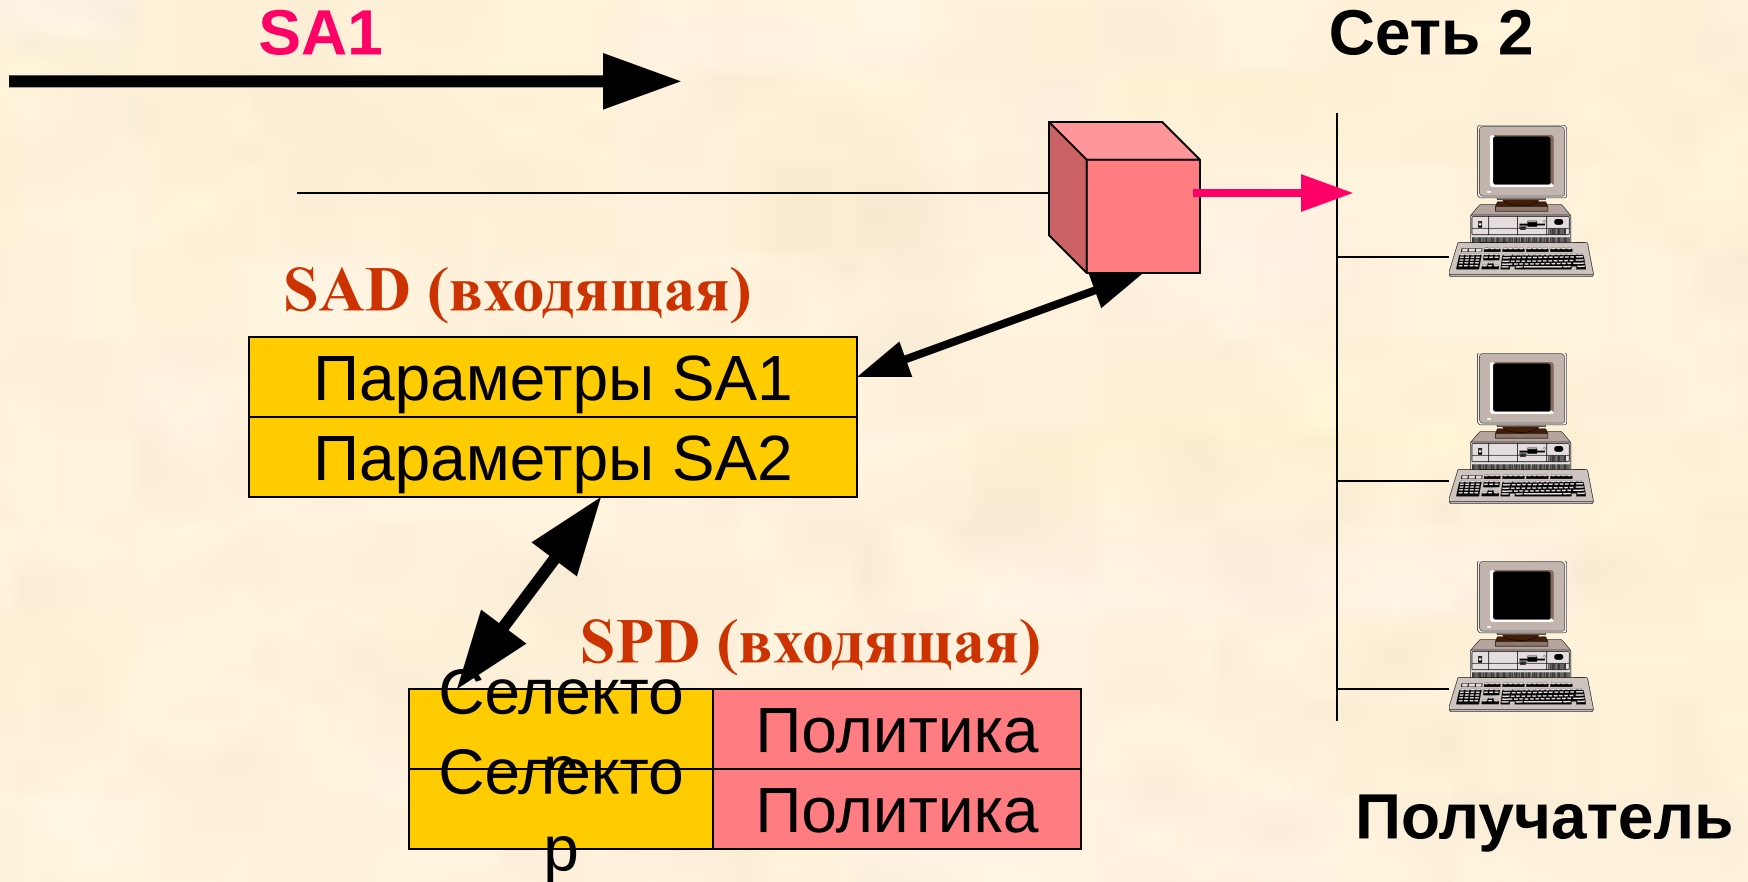 SA1
Сеть 2
SAD (входящая)
Параметры SA1
Параметры SA2
SPD (входящая)
Селекто
р
Политика
Селекто
р
Политика
Получатель